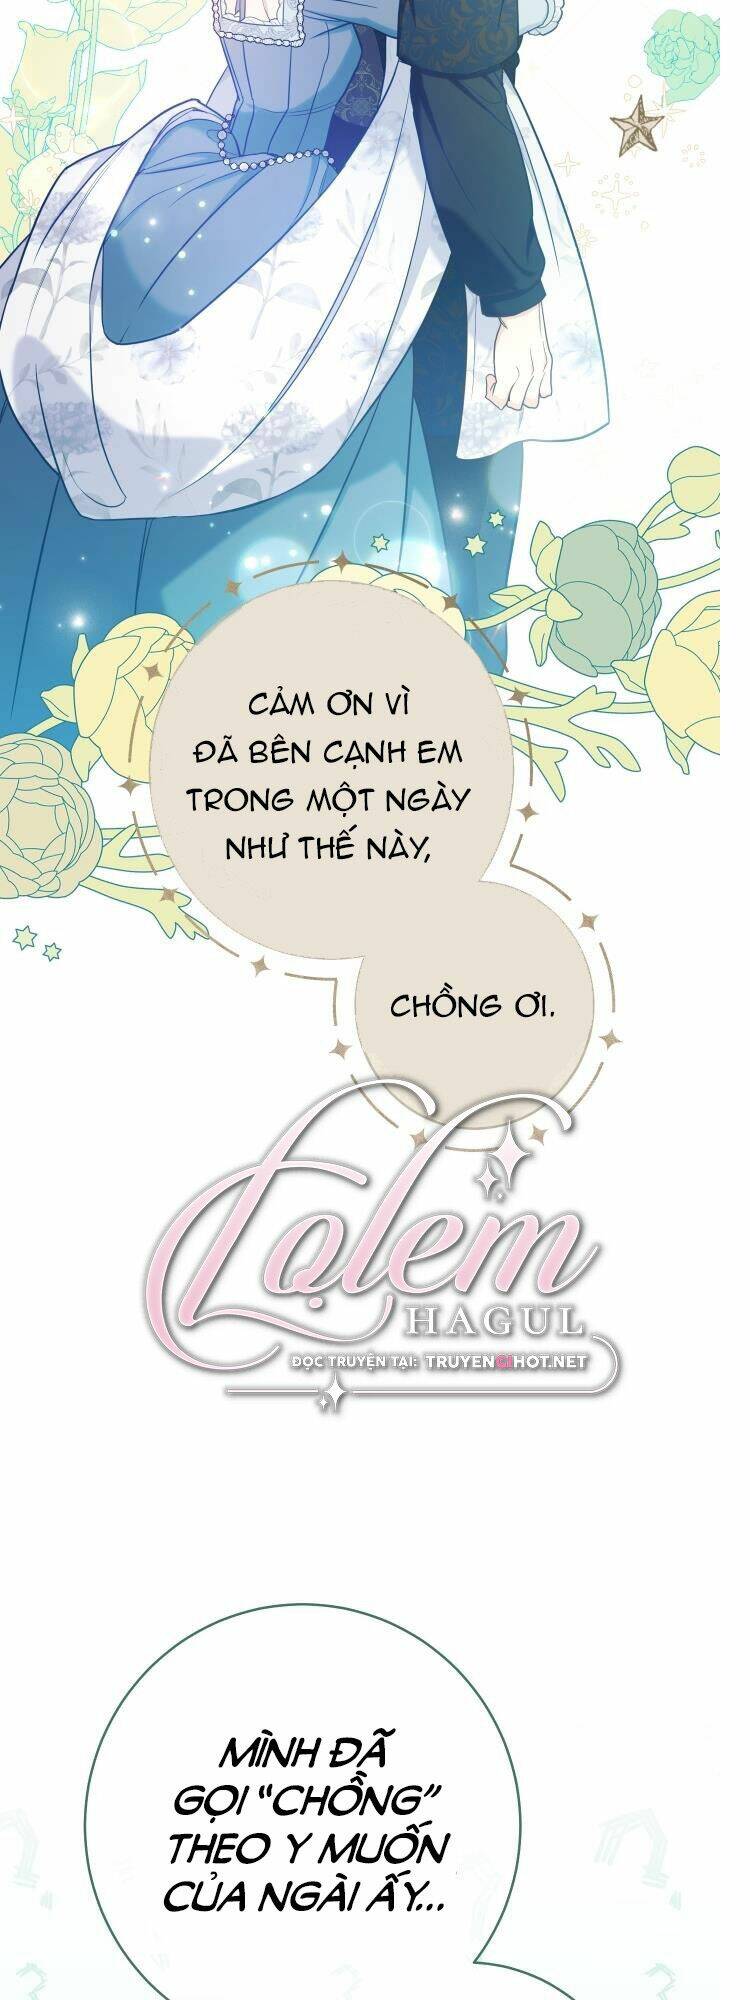 CẢM ƠN VÌ
ĐÃ BÊN CẠNH EM
TRONG MỘT NGÀY
NHƯ THẾ NÀY,
CHỒNG ƠI.
Lọlem
HAGUL
ĐỌC TRUYỆN TẠI: TRUYENGIHOT.NET
MÌNH ĐÃ
GỌI "CHỒNG"
THEO Ý MUỐN
CỦA NGÀI ẤY...